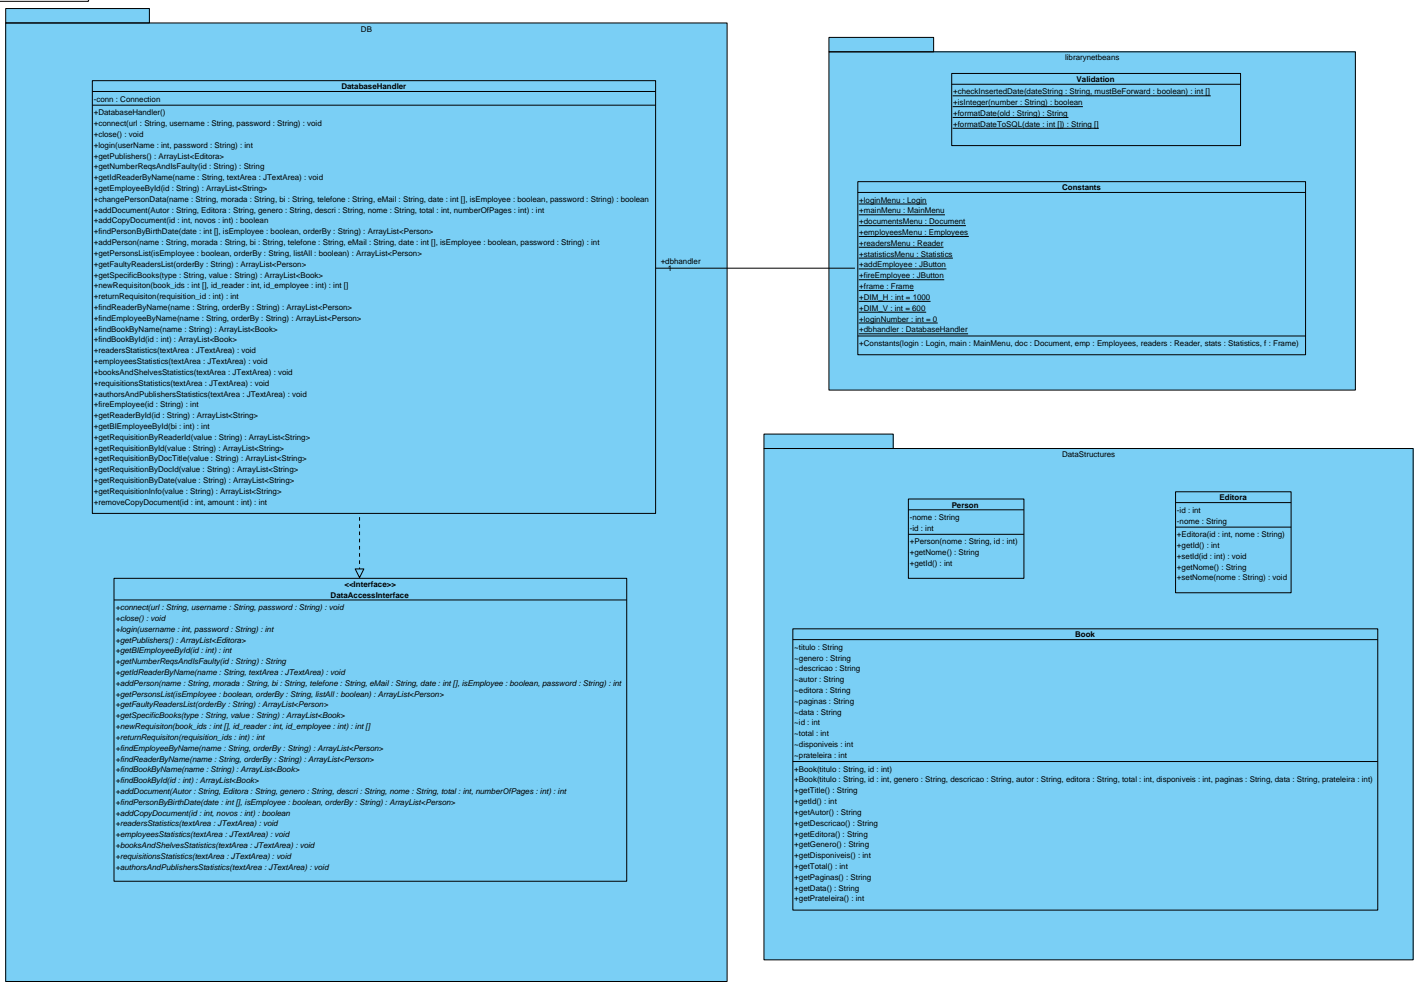 DB
DatabaseHandler
-conn : Connection
+DatabaseHandler()
+connect(url : String, username : String, password : String) : void
+close() : void
+login(userName : int, password : String) : int
+getPublishers() : ArrayList<Editora>
+getNumberReqsAndIsFaulty(id : String) : String
+getIdReaderByName(name : String, textArea : JTextArea) : void
+getEmployeeById(id : String) : ArrayList<String>
+changePersonData(name : String, morada : String, bi : String, telefone : String, eMail : String, date : int [], isEmployee : boolean, password : String) : boolean
+addDocument(Autor : String, Editora : String, genero : String, descri : String, nome : String, total : int, numberOfPages : int) : int
+addCopyDocument(id : int, novos : int) : boolean
+findPersonByBirthDate(date : int [], isEmployee : boolean, orderBy : String) : ArrayList<Person>
+addPerson(name : String, morada : String, bi : String, telefone : String, eMail : String, date : int [], isEmployee : boolean, password : String) : int
+getPersonsList(isEmployee : boolean, orderBy : String, listAll : boolean) : ArrayList<Person>
+getFaultyReadersList(orderBy : String) : ArrayList<Person>
+getSpecificBooks(type : String, value : String) : ArrayList<Book>
+newRequisiton(book_ids : int [], id_reader : int, id_employee : int) : int []
+returnRequisiton(requisition_id : int) : int
+findReaderByName(name : String, orderBy : String) : ArrayList<Person>
+findEmployeeByName(name : String, orderBy : String) : ArrayList<Person>
+findBookByName(name : String) : ArrayList<Book>
+findBookById(id : int) : ArrayList<Book>
+readersStatistics(textArea : JTextArea) : void
+employeesStatistics(textArea : JTextArea) : void
+booksAndShelvesStatistics(textArea : JTextArea) : void
+requisitionsStatistics(textArea : JTextArea) : void
+authorsAndPublishersStatistics(textArea : JTextArea) : void
+fireEmployee(id : String) : int
+getReaderById(id : String) : ArrayList<String>
+getBIEmployeeById(bi : int) : int
+getRequisitionByReaderId(value : String) : ArrayList<String>
+getRequisitionById(value : String) : ArrayList<String>
+getRequisitionByDocTitle(value : String) : ArrayList<String>
+getRequisitionByDocId(value : String) : ArrayList<String>
+getRequisitionByDate(value : String) : ArrayList<String>
+getRequisitionInfo(value : String) : ArrayList<String>
+removeCopyDocument(id : int, amount : int) : int
<<Interface>>
DataAccessInterface
+connect(url : String, username : String, password : String) : void
+close() : void
+login(username : int, password : String) : int
+getPublishers() : ArrayList<Editora>
+getBIEmployeeById(id : int) : int
+getNumberReqsAndIsFaulty(id : String) : String
+getIdReaderByName(name : String, textArea : JTextArea) : void
+addPerson(name : String, morada : String, bi : String, telefone : String, eMail : String, date : int [], isEmployee : boolean, password : String) : int
+getPersonsList(isEmployee : boolean, orderBy : String, listAll : boolean) : ArrayList<Person>
+getFaultyReadersList(orderBy : String) : ArrayList<Person>
+getSpecificBooks(type : String, value : String) : ArrayList<Book>
+newRequisiton(book_ids : int [], id_reader : int, id_employee : int) : int []
+returnRequisiton(requisition_ids : int) : int
+findEmployeeByName(name : String, orderBy : String) : ArrayList<Person>
+findReaderByName(name : String, orderBy : String) : ArrayList<Person>
+findBookByName(name : String) : ArrayList<Book>
+findBookById(id : int) : ArrayList<Book>
+addDocument(Autor : String, Editora : String, genero : String, descri : String, nome : String, total : int, numberOfPages : int) : int
+findPersonByBirthDate(date : int [], isEmployee : boolean, orderBy : String) : ArrayList<Person>
+addCopyDocument(id : int, novos : int) : boolean
+readersStatistics(textArea : JTextArea) : void
+employeesStatistics(textArea : JTextArea) : void
+booksAndShelvesStatistics(textArea : JTextArea) : void
+requisitionsStatistics(textArea : JTextArea) : void
+authorsAndPublishersStatistics(textArea : JTextArea) : void
+dbhandler
1
librarynetbeans
Validation
+checkInsertedDate(dateString : String, mustBeForward : boolean) : int []
+isInteger(number : String) : boolean
+formatDate(old : String) : String
+formatDateToSQL(date : int []) : String []
Constants
+loginMenu : Login
+mainMenu : MainMenu
+documentsMenu : Document
+employeesMenu : Employees
+readersMenu : Reader
+statisticsMenu : Statistics
+addEmployee : JButton
+fireEmployee : JButton
+frame : Frame
+DIM_H : int = 1000
+DIM_V : int = 600
+loginNumber : int = 0
+dbhandler : DatabaseHandler
+Constants(login : Login, main : MainMenu, doc : Document, emp : Employees, readers : Reader, stats : Statistics, f : Frame)
DataStructures
Person
-nome : String
-id : int
+Person(nome : String, id : int)
+getNome() : String
+getId() : int
Editora
-id : int
-nome : String
+Editora(id : int, nome : String)
+getId() : int
+setId(id : int) : void
+getNome() : String
+setNome(nome : String) : void
Book
~titulo : String
~genero : String
~descricao : String
~autor : String
~editora : String
~paginas : String
~data : String
~id : int
~total : int
~disponiveis : int
~prateleira : int
+Book(titulo : String, id : int)
+Book(titulo : String, id : int, genero : String, descricao : String, autor : String, editora : String, total : int, disponiveis : int, paginas : String, data : String, prateleira : int)
+getTitle() : String
+getId() : int
+getAutor() : String
+getDescricao() : String
+getEditora() : String
+getGenero() : String
+getDisponiveis() : int
+getTotal() : int
+getPaginas() : String
+getData() : String
+getPrateleira() : int